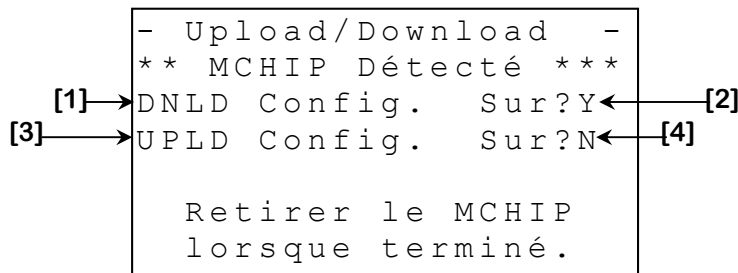 - Upload/Download -
** MCHIP Détecté ***
[1] DNLD Config. Sur?Y [2]
[3] UPLD Config. Sur?N [4]
Retirer le MCHIP
lorsque terminé.